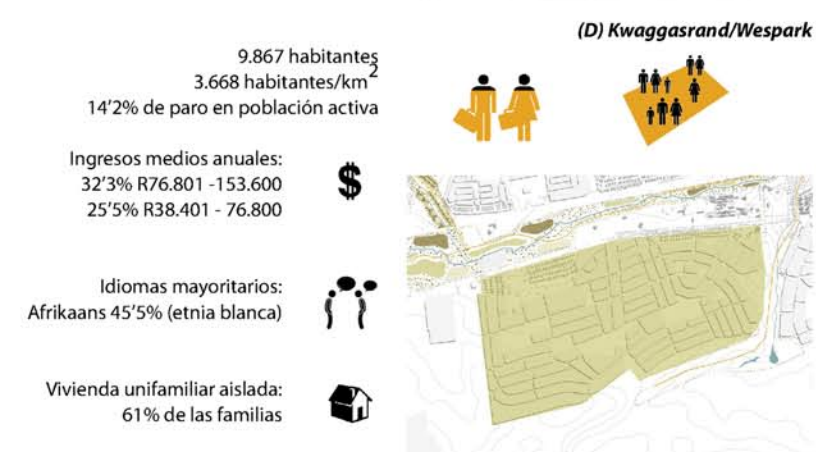 (D) Kwaggasrand/Wespark
9.867 habitantes
3.668 habitantes/km2
14'2% de paro en población activa
Ingresos medios anuales:
32'3% R76.801 -153.600
25'5% R38.401 - 76.800
$
Idiomas mayoritarios:
Afrikaans 45'5% (etnia blanca)
Vivienda unifamiliar aislada:
61% de las familias